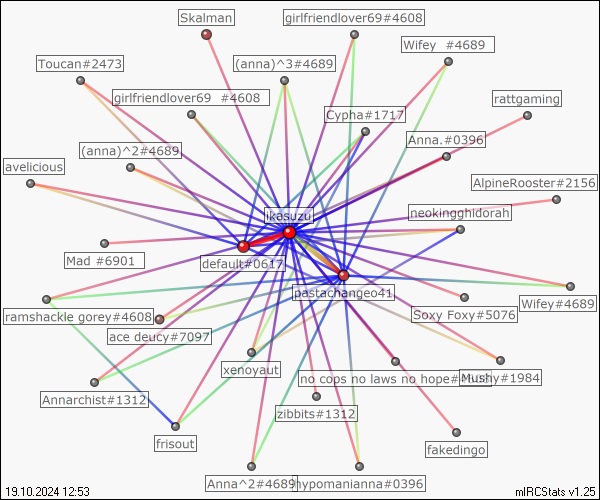 Skalman
girlfriendlover69#4608
Wifey #4689
Toucan#2473
(anna)^3#4689
girlfriendlover69 #4608
rattgaming
Cypha#1717
Anna.#0396
(anna)^2#4689
avelicious
AlpineRooster#2156
ikasuzu
neokingghidorah
Mad #6901
default#0617
pastachangeo41
Wifey#4689
ramshackle gorey#4608
Soxy Foxy#5076
ace deucy#7097
xenoyaut
no cops no laws no hope#
Mushy#1984
Annarchist#1312
zibbits#1312
frisout
fakedingo
Anna^2#4689
hypomanianna#0396
19.10.2024 12:53
mIRCStats v1.25